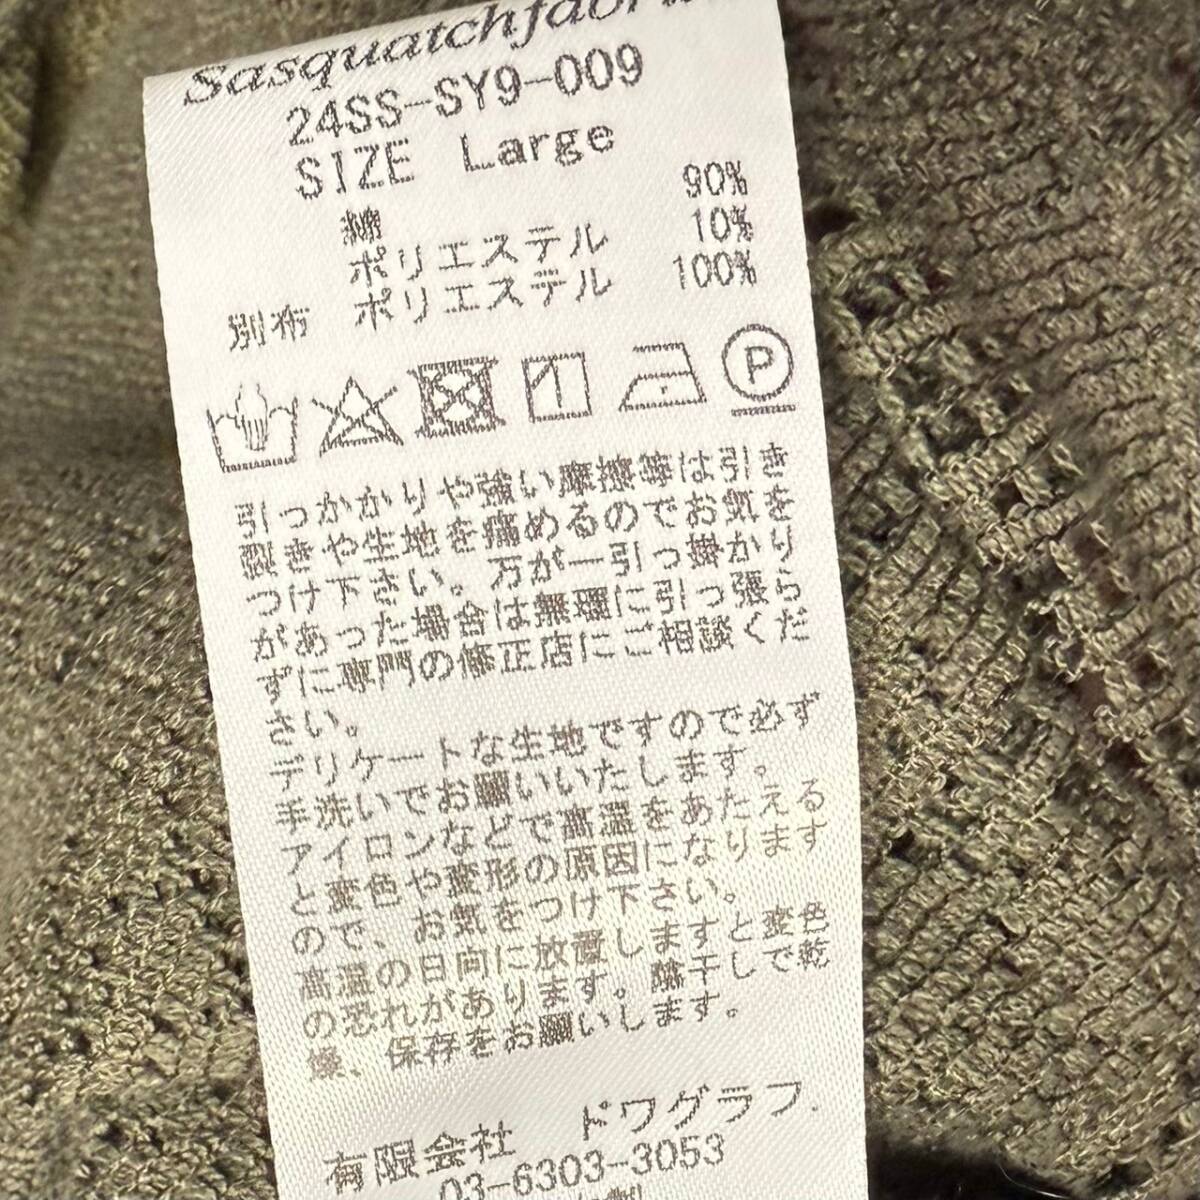 Sasquatchfabri
24SS-SY9-009
SIZE Large
綿 90%
ポリエステル 10%
別布 ポリエステル 100%
P
引っかかりや強い摩擦等は引き
裂きや生地を痛めるのでお気を
つけ下さい。万が一引っ掛かり
があった場合は無理に引っ張ら
ずに専門の修正店にご相談くだ
さい。
デリケートな生地ですので必ず
手洗いでお願いいたします。
アイロンなどで高温をあたえる
と変色や変形の原因になります
ので、お気をつけ下さい。
高温の日向に放置しますと変色
の恐れがあります。陰干しで乾
燥、保存をお願いします。
有限会社 ドワグラフ.
03-6303-3053